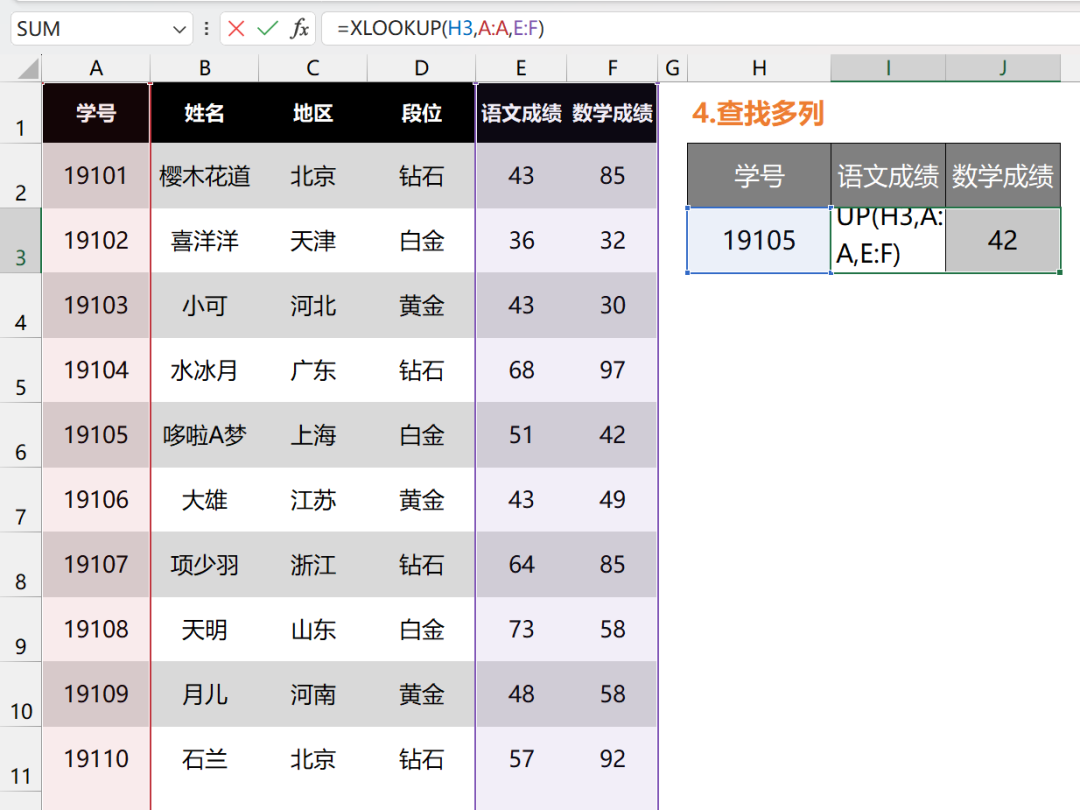 SUM =XLOOKUP(H3,A:A,E:F)
A B C D E F G H I J
1 学号 姓名 地区 段位 语文成绩 数学成绩 4.查找多列
2 19101 樱木花道 北京 钻石 43 85 学号 语文成绩 数学成绩
3 19102 喜洋洋 天津 白金 36 32 19105 UP(H3,A:A,E:F) 42
4 19103 小可 河北 黄金 43 30
5 19104 水冰月 广东 钻石 68 97
6 19105 哆啦A梦 上海 白金 51 42
7 19106 大雄 江苏 黄金 43 49
8 19107 项少羽 浙江 钻石 64 85
9 19108 天明 山东 白金 73 58
10 19109 月儿 河南 黄金 48 58
11 19110 石兰 北京 钻石 57 92